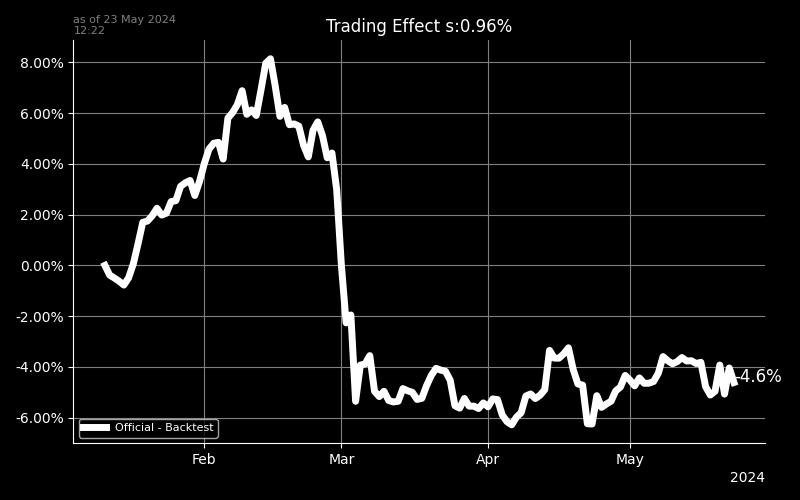 as of 23 May 2024
12:22
Trading Effect s:0.96%
8.00%
6.00%
4.00%
2.00%
0.00%
-2.00%
-4.00%
-6.00%
-4.6%
Official - Backtest
Feb
Mar
Apr
May
2024